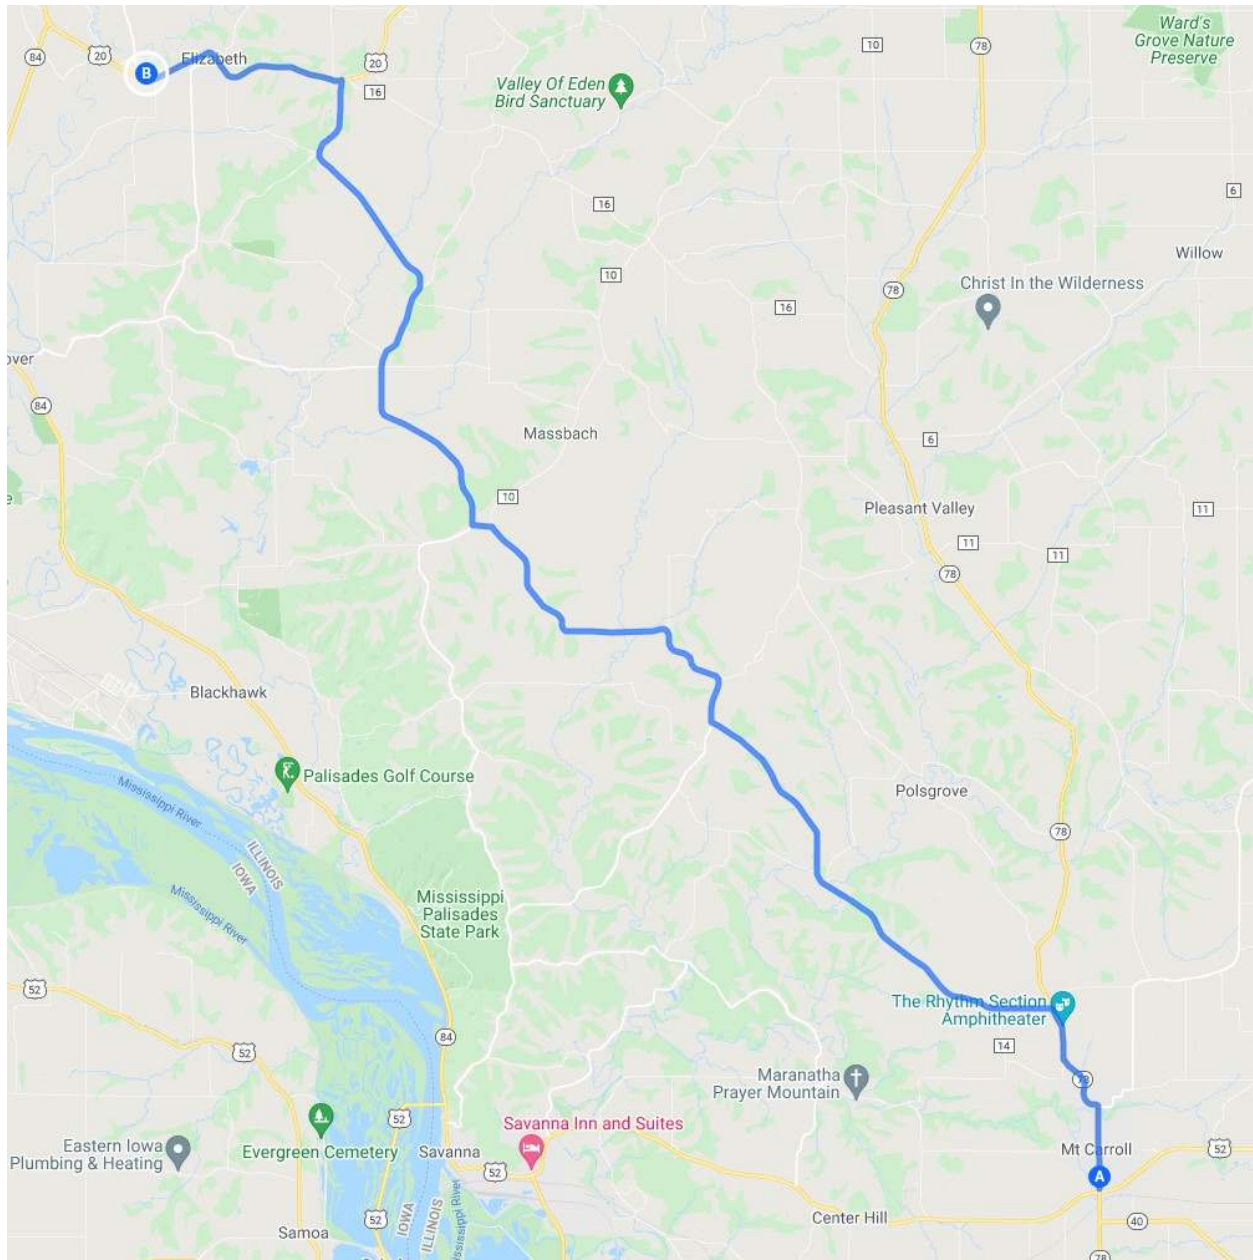 84
20
B
Elizabeth
20
16
10
78
Ward's
Grove Nature
Preserve
Valley Of Eden
Bird Sanctuary
6
16
Willow
10
78
Christ In the Wilderness
16
over
84
Massbach
6
10
Pleasant Valley
11
11
11
78
Blackhawk
Mississippi River
Palisades Golf Course
Polsgrove
78
ILLINOIS
IOWA
Mississippi River
Mississippi
Palisades
State Park
52
The Rhythm Section
Amphitheater
84
52
14
Maranatha
Prayer Mountain
78
52
Savanna Inn and Suites
Eastern Iowa
Plumbing & Heating
Evergreen Cemetery
Savanna
52
Mt Carroll
52
A
Samoa
52
IOWA
ILLINOIS
Center Hill
40
78